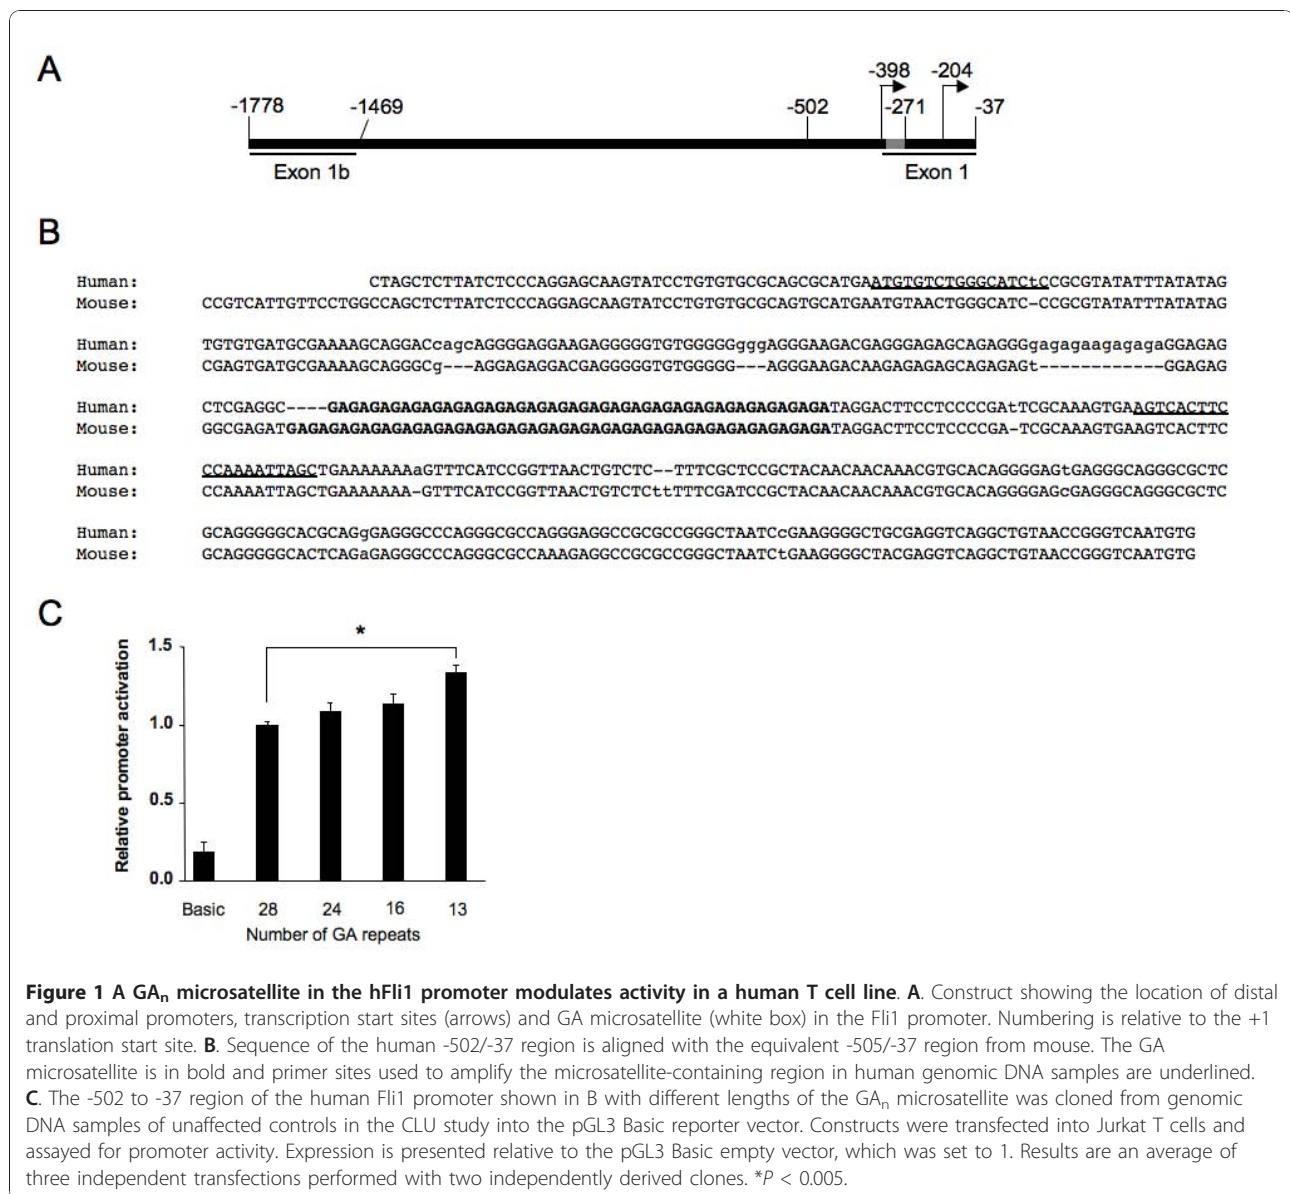 A
-398 -204
-1778 -1469 -502 -271 -37
Exon 1b Exon 1
B
Human: CTAGCTCTTATCTCCCAGGAGCAAGTATCCTGTGTGCGCAGCGCATGAATGTGTCTGGGCATCtCCGCGTATATTTATATAG
Mouse: CCGTCATTGTTCCTGGCCAGCTCTTATCTCCCAGGAGCAAGTATCCTGTGTGCGCAGTGCATGAATGTAACTGGGCATC-CCGCGTATATTTATATAG
Human: TGTGTGATGCGAAAAGCAGGACcagcAGGGGAGGAAGAGGGGGTGTGGGGGgggAGGGAAGACGAGGGAGAGCAGAGGGgagagaagagagaGGAGAG
Mouse: CGAGTGATGCGAAAAGCAGGGCg---AGGAGAGGACGAGGGGGTGTGGGGG---AGGGAAGACAAGAGAGAGCAGAGAGt------------GGAGAG
Human: CTCGAGGC----GAGAGAGAGAGAGAGAGAGAGAGAGAGAGAGAGAGAGAGAGAGAGAGATAGGACTTCCTCCCCGAtTCGCAAAGTGAAGTCACTTC
Mouse: GGCGAGATGAGAGAGAGAGAGAGAGAGAGAGAGAGAGAGAGAGAGAGAGAGAGAGAGAGATAGGACTTCCTCCCCGA-TCGCAAAGTGAAGTCACTTC
Human: CCAAAATTAGCTGAAAAAAAaGTTTCATCCGGTTAACTGTCTC--TTTCGCTCCGCTACAACAACAAACGTGCACAGGGGAGtGAGGGCAGGGCGCTC
Mouse: CCAAAATTAGCTGAAAAAAA-GTTTCATCCGGTTAACTGTCTCttTTTCGATCCGCTACAACAACAAACGTGCACAGGGGAGcGAGGGCAGGGCGCTC
Human: GCAGGGGGCACGCAGgGAGGGCCCAGGGCGCCAGGGAGGCCGCGCCGGGCTAATCcGAAGGGGCTGCGAGGTCAGGCTGTAACCGGGTCAATGTG
Mouse: GCAGGGGGCACTCAGaGAGGGCCCAGGGCGCCAAAGAGGCCGCGCCGGGCTAATCtGAAGGGGCTACGAGGTCAGGCTGTAACCGGGTCAATGTG
C
Relative promoter activation
*
1.5
1.0
0.5
0.0
Basic 28 24 16 13
Number of GA repeats
Figure 1 A GAn microsatellite in the hFli1 promoter modulates activity in a human T cell line. A. Construct showing the location of distal
and proximal promoters, transcription start sites (arrows) and GA microsatellite (white box) in the Fli1 promoter. Numbering is relative to the +1
translation start site. B. Sequence of the human -502/-37 region is aligned with the equivalent -505/-37 region from mouse. The GA
microsatellite is in bold and primer sites used to amplify the microsatellite-containing region in human genomic DNA samples are underlined.
C. The -502 to -37 region of the human Fli1 promoter shown in B with different lengths of the GAn microsatellite was cloned from genomic
DNA samples of unaffected controls in the CLU study into the pGL3 Basic reporter vector. Constructs were transfected into Jurkat T cells and
assayed for promoter activity. Expression is presented relative to the pGL3 Basic empty vector, which was set to 1. Results are an average of
three independent transfections performed with two independently derived clones. *P < 0.005.